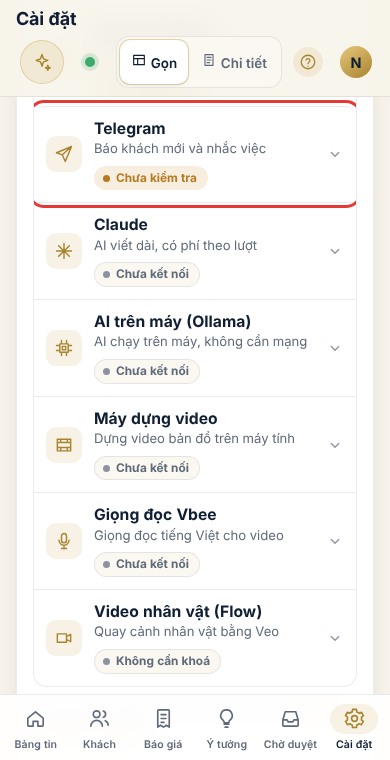 Cài đặt
Gọn
Chi tiết
N
Telegram
Báo khách mới và nhắc việc
Chưa kiểm tra
Claude
AI viết dài, có phí theo lượt
Chưa kết nối
AI trên máy (Ollama)
AI chạy trên máy, không cần mạng
Chưa kết nối
Máy dựng video
Dựng video bản đồ trên máy tính
Chưa kết nối
Giọng đọc Vbee
Giọng đọc tiếng Việt cho video
Chưa kết nối
Video nhân vật (Flow)
Quay cảnh nhân vật bằng Veo
Không cần khoá
Bảng tin
Khách
Báo giá
Ý tưởng
Chờ duyệt
Cài đặt